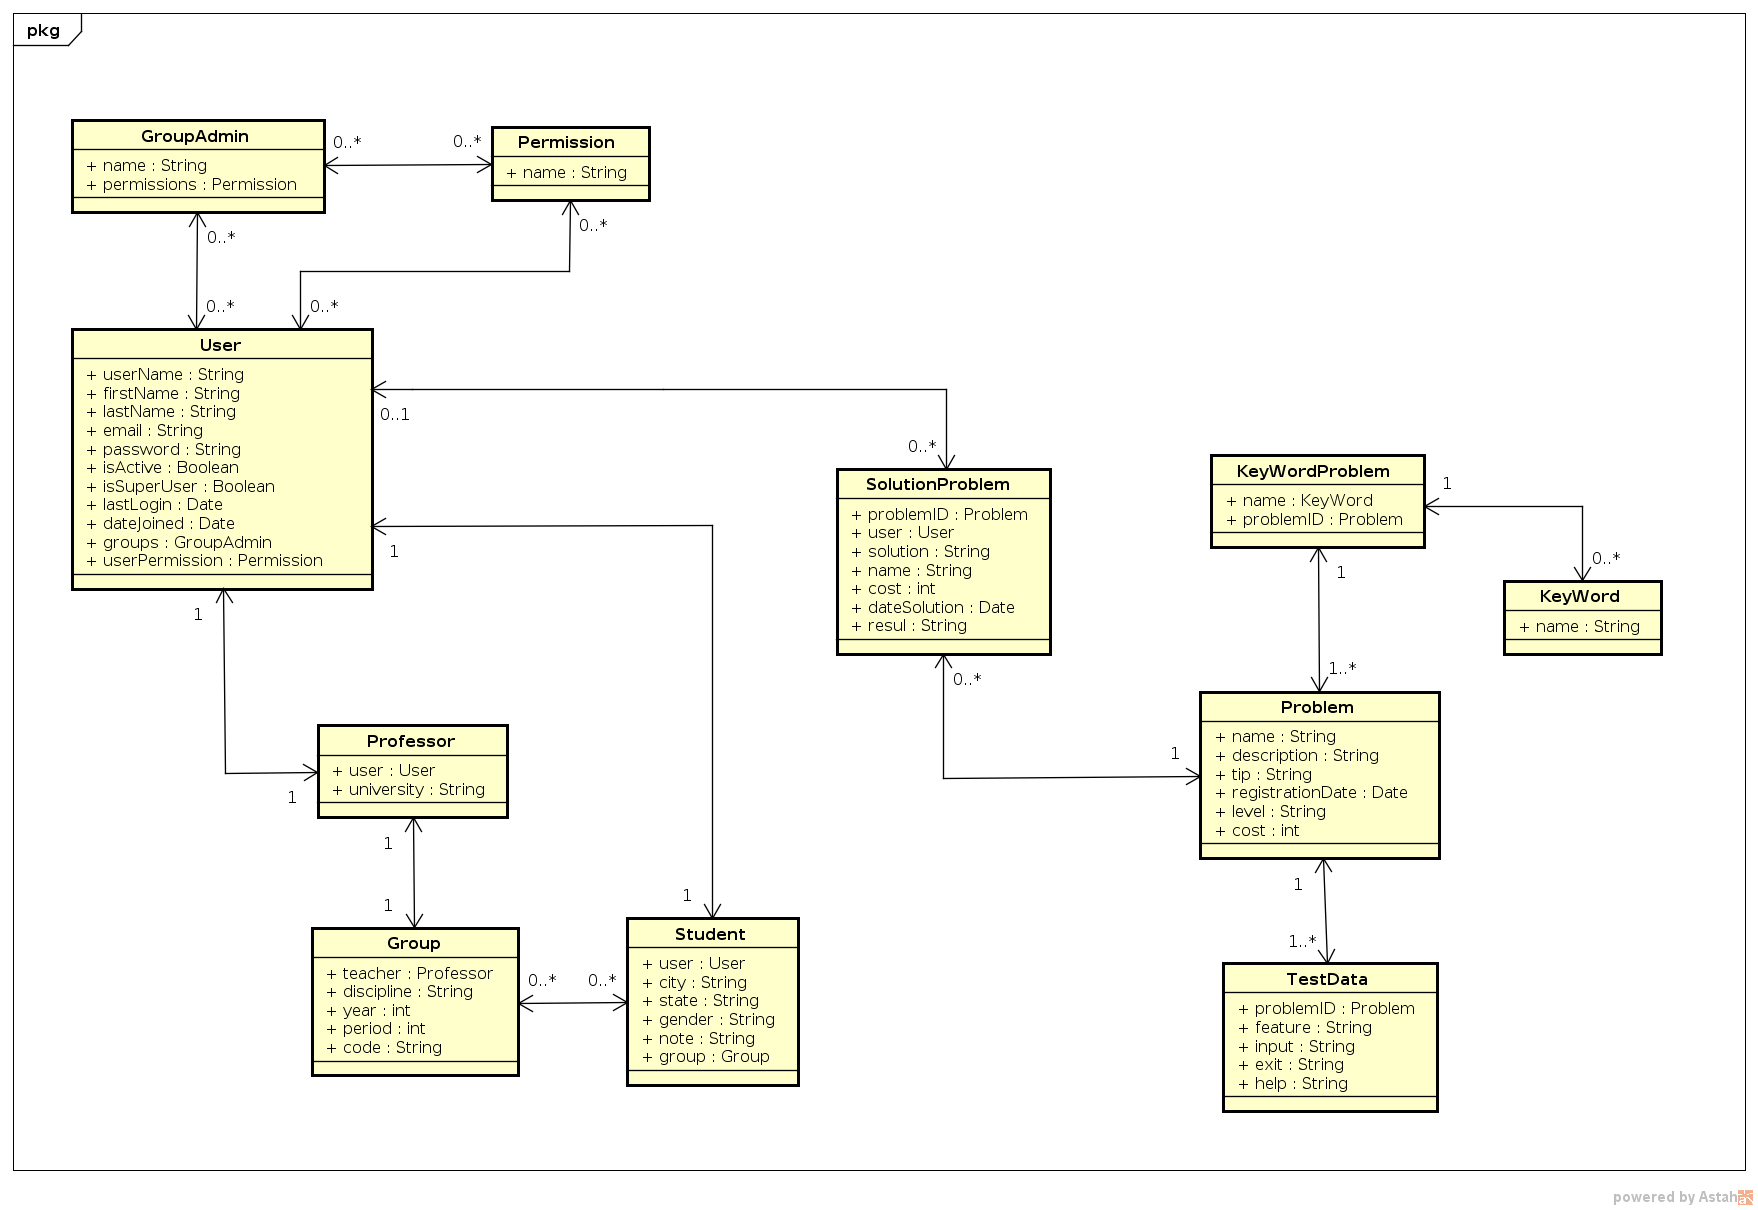 pkg
GroupAdmin
+ name : String
+ permissions : Permission
0..*
0..*
Permission
+ name : String
0..*
0..*
0..*
0..*
User
+ userName : String
+ firstName : String
+ lastName : String
+ email : String
+ password : String
+ isActive : Boolean
+ isSuperUser : Boolean
+ lastLogin : Date
+ dateJoined : Date
+ groups : GroupAdmin
+ userPermission : Permission
0..1
0..*
1
1
SolutionProblem
+ problemID : Problem
+ user : User
+ solution : String
+ name : String
+ cost : int
+ dateSolution : Date
+ resul : String
0..*
1
KeyWordProblem
+ name : KeyWord
+ problemID : Problem
1
0..*
KeyWord
+ name : String
1
1..*
Problem
+ name : String
+ description : String
+ tip : String
+ registrationDate : Date
+ level : String
+ cost : int
1
1..*
Professor
+ user : User
+ university : String
1
1
1
Group
+ teacher : Professor
+ discipline : String
+ year : int
+ period : int
+ code : String
0..*
0..*
1
Student
+ user : User
+ city : String
+ state : String
+ gender : String
+ note : String
+ group : Group
TestData
+ problemID : Problem
+ feature : String
+ input : String
+ exit : String
+ help : String
powered by Astah